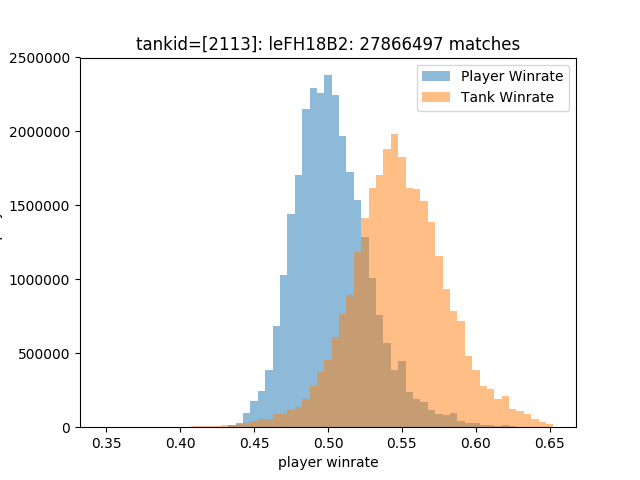 tankid=[2113]: leFH18B2: 27866497 matches
Player Winrate
Tank Winrate
2500000
2000000
1500000
1000000
500000
0
0.35 0.40 0.45 0.50 0.55 0.60 0.65
player winrate